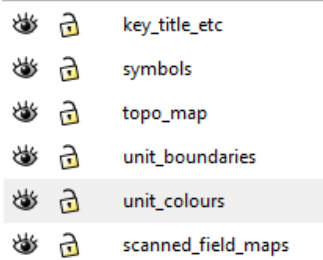 key_title_etc
symbols
topo_map
unit_boundaries
unit_colours
scanned_field_maps